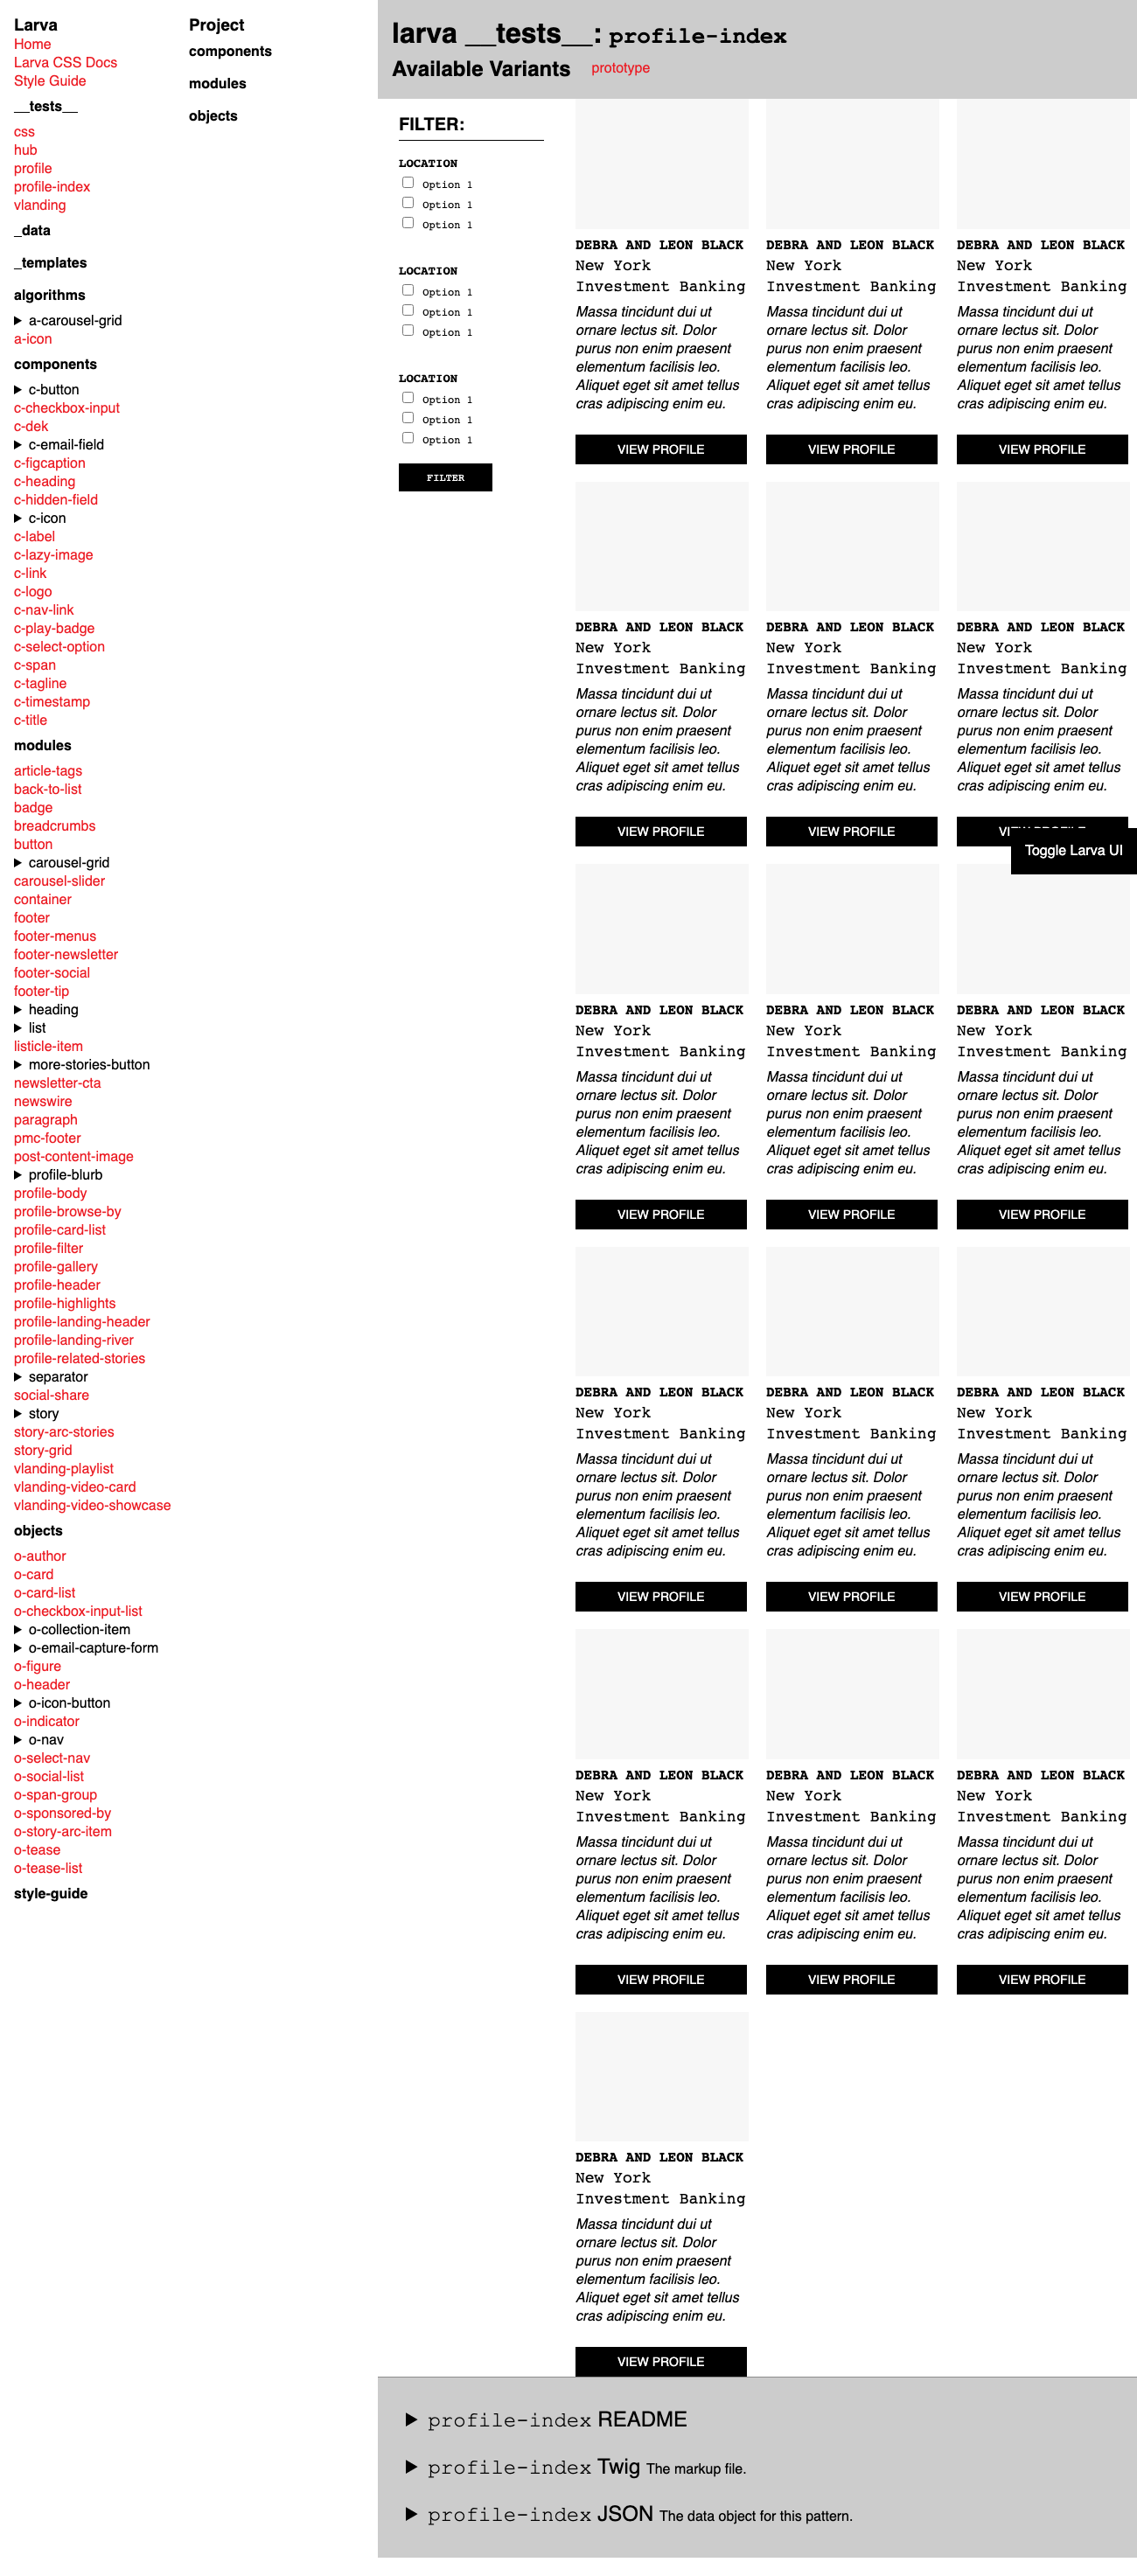 Larva
Home
Larva CSS Docs
Style Guide
__tests__
css
hub
profile
profile-index
vlanding
_data
_templates
algorithms
a-carousel-grid
a-icon
components
c-button
c-checkbox-input
c-dek
c-email-field
c-figcaption
c-heading
c-hidden-field
c-icon
c-label
c-lazy-image
c-link
c-logo
c-nav-link
c-play-badge
c-select-option
c-span
c-tagline
c-timestamp
c-title
modules
article-tags
back-to-list
badge
breadcrumbs
button
carousel-grid
carousel-slider
container
footer
footer-menus
footer-newsletter
footer-social
footer-tip
heading
list
listicle-item
more-stories-button
newsletter-cta
newswire
paragraph
pmc-footer
post-content-image
profile-blurb
profile-body
profile-browse-by
profile-card-list
profile-filter
profile-gallery
profile-header
profile-highlights
profile-landing-header
profile-landing-river
profile-related-stories
separator
social-share
story
story-arc-stories
story-grid
vlanding-playlist
vlanding-video-card
vlanding-video-showcase
objects
o-author
o-card
o-card-list
o-checkbox-input-list
o-collection-item
o-email-capture-form
o-figure
o-header
o-icon-button
o-indicator
o-nav
o-select-nav
o-social-list
o-span-group
o-sponsored-by
o-story-arc-item
o-tease
o-tease-list
style-guide
Project
components
modules
objects
larva __tests__: profile-index
Available Variants prototype
FILTER:
LOCATION
Option 1
Option 1
Option 1
LOCATION
Option 1
Option 1
Option 1
LOCATION
Option 1
Option 1
Option 1
FILTER
DEBRA AND LEON BLACK DEBRA AND LEON BLACK DEBRA AND LEON BLACK
New York New York New York
Investment Banking Investment Banking Investment Banking
Massa tincidunt dui ut Massa tincidunt dui ut Massa tincidunt dui ut
ornare lectus sit. Dolor ornare lectus sit. Dolor ornare lectus sit. Dolor
purus non enim praesent purus non enim praesent purus non enim praesent
elementum facilisis leo. elementum facilisis leo. elementum facilisis leo.
Aliquet eget sit amet tellus Aliquet eget sit amet tellus Aliquet eget sit amet tellus
cras adipiscing enim eu. cras adipiscing enim eu. cras adipiscing enim eu.
VIEW PROFILE VIEW PROFILE VIEW PROFILE
DEBRA AND LEON BLACK DEBRA AND LEON BLACK DEBRA AND LEON BLACK
New York New York New York
Investment Banking Investment Banking Investment Banking
Massa tincidunt dui ut Massa tincidunt dui ut Massa tincidunt dui ut
ornare lectus sit. Dolor ornare lectus sit. Dolor ornare lectus sit. Dolor
purus non enim praesent purus non enim praesent purus non enim praesent
elementum facilisis leo. elementum facilisis leo. elementum facilisis leo.
Aliquet eget sit amet tellus Aliquet eget sit amet tellus Aliquet eget sit amet tellus
cras adipiscing enim eu. cras adipiscing enim eu. cras adipiscing enim eu.
VIEW PROFILE VIEW PROFILE VIEW PROFILE
Toggle Larva UI
DEBRA AND LEON BLACK DEBRA AND LEON BLACK DEBRA AND LEON BLACK
New York New York New York
Investment Banking Investment Banking Investment Banking
Massa tincidunt dui ut Massa tincidunt dui ut Massa tincidunt dui ut
ornare lectus sit. Dolor ornare lectus sit. Dolor ornare lectus sit. Dolor
purus non enim praesent purus non enim praesent purus non enim praesent
elementum facilisis leo. elementum facilisis leo. elementum facilisis leo.
Aliquet eget sit amet tellus Aliquet eget sit amet tellus Aliquet eget sit amet tellus
cras adipiscing enim eu. cras adipiscing enim eu. cras adipiscing enim eu.
VIEW PROFILE VIEW PROFILE VIEW PROFILE
DEBRA AND LEON BLACK DEBRA AND LEON BLACK DEBRA AND LEON BLACK
New York New York New York
Investment Banking Investment Banking Investment Banking
Massa tincidunt dui ut Massa tincidunt dui ut Massa tincidunt dui ut
ornare lectus sit. Dolor ornare lectus sit. Dolor ornare lectus sit. Dolor
purus non enim praesent purus non enim praesent purus non enim praesent
elementum facilisis leo. elementum facilisis leo. elementum facilisis leo.
Aliquet eget sit amet tellus Aliquet eget sit amet tellus Aliquet eget sit amet tellus
cras adipiscing enim eu. cras adipiscing enim eu. cras adipiscing enim eu.
VIEW PROFILE VIEW PROFILE VIEW PROFILE
DEBRA AND LEON BLACK DEBRA AND LEON BLACK DEBRA AND LEON BLACK
New York New York New York
Investment Banking Investment Banking Investment Banking
Massa tincidunt dui ut Massa tincidunt dui ut Massa tincidunt dui ut
ornare lectus sit. Dolor ornare lectus sit. Dolor ornare lectus sit. Dolor
purus non enim praesent purus non enim praesent purus non enim praesent
elementum facilisis leo. elementum facilisis leo. elementum facilisis leo.
Aliquet eget sit amet tellus Aliquet eget sit amet tellus Aliquet eget sit amet tellus
cras adipiscing enim eu. cras adipiscing enim eu. cras adipiscing enim eu.
VIEW PROFILE VIEW PROFILE VIEW PROFILE
DEBRA AND LEON BLACK
New York
Investment Banking
Massa tincidunt dui ut
ornare lectus sit. Dolor
purus non enim praesent
elementum facilisis leo.
Aliquet eget sit amet tellus
cras adipiscing enim eu.
VIEW PROFILE
profile-index README
profile-index Twig The markup file.
profile-index JSON The data object for this pattern.